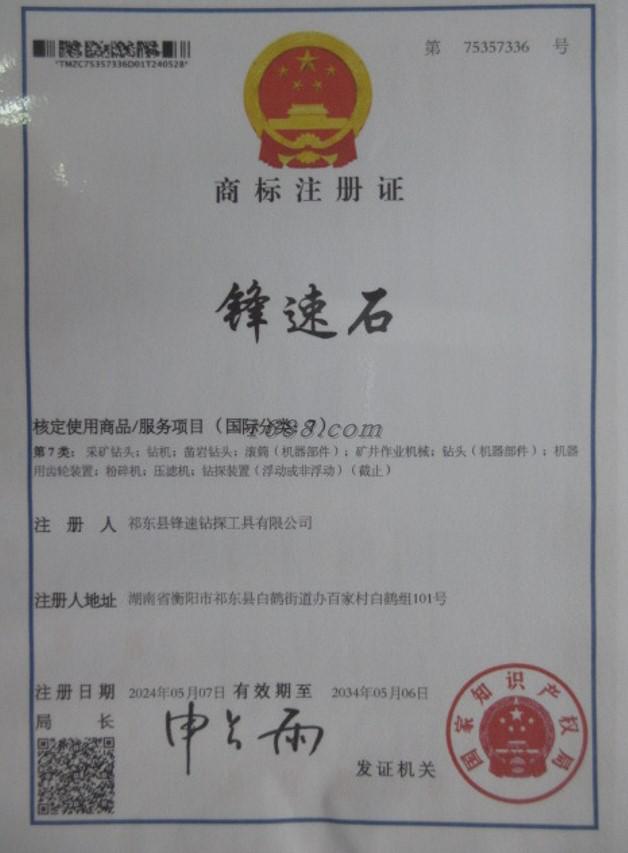 第 75357336 号
*TMZC75357336D01T240528*
商标注册证
锋速石
核定使用商品/服务项目（国际分类：7）
1688.com
第7类：采矿钻头；钻机；凿岩钻头；滚筒（机器部件）；矿井作业机械；钻头（机器部件）；机器
用齿轮装置；粉碎机；压滤机；钻探装置（浮动或非浮动）（截止）
注册人 祁东县锋速钻探工具有限公司
注册人地址 湖南省衡阳市祁东县白鹤街道办百家村白鹤组101号
注册日期 2024年05月07日 有效期至 2034年05月06日
局长 申长雨
发证机关
国家知识产权局